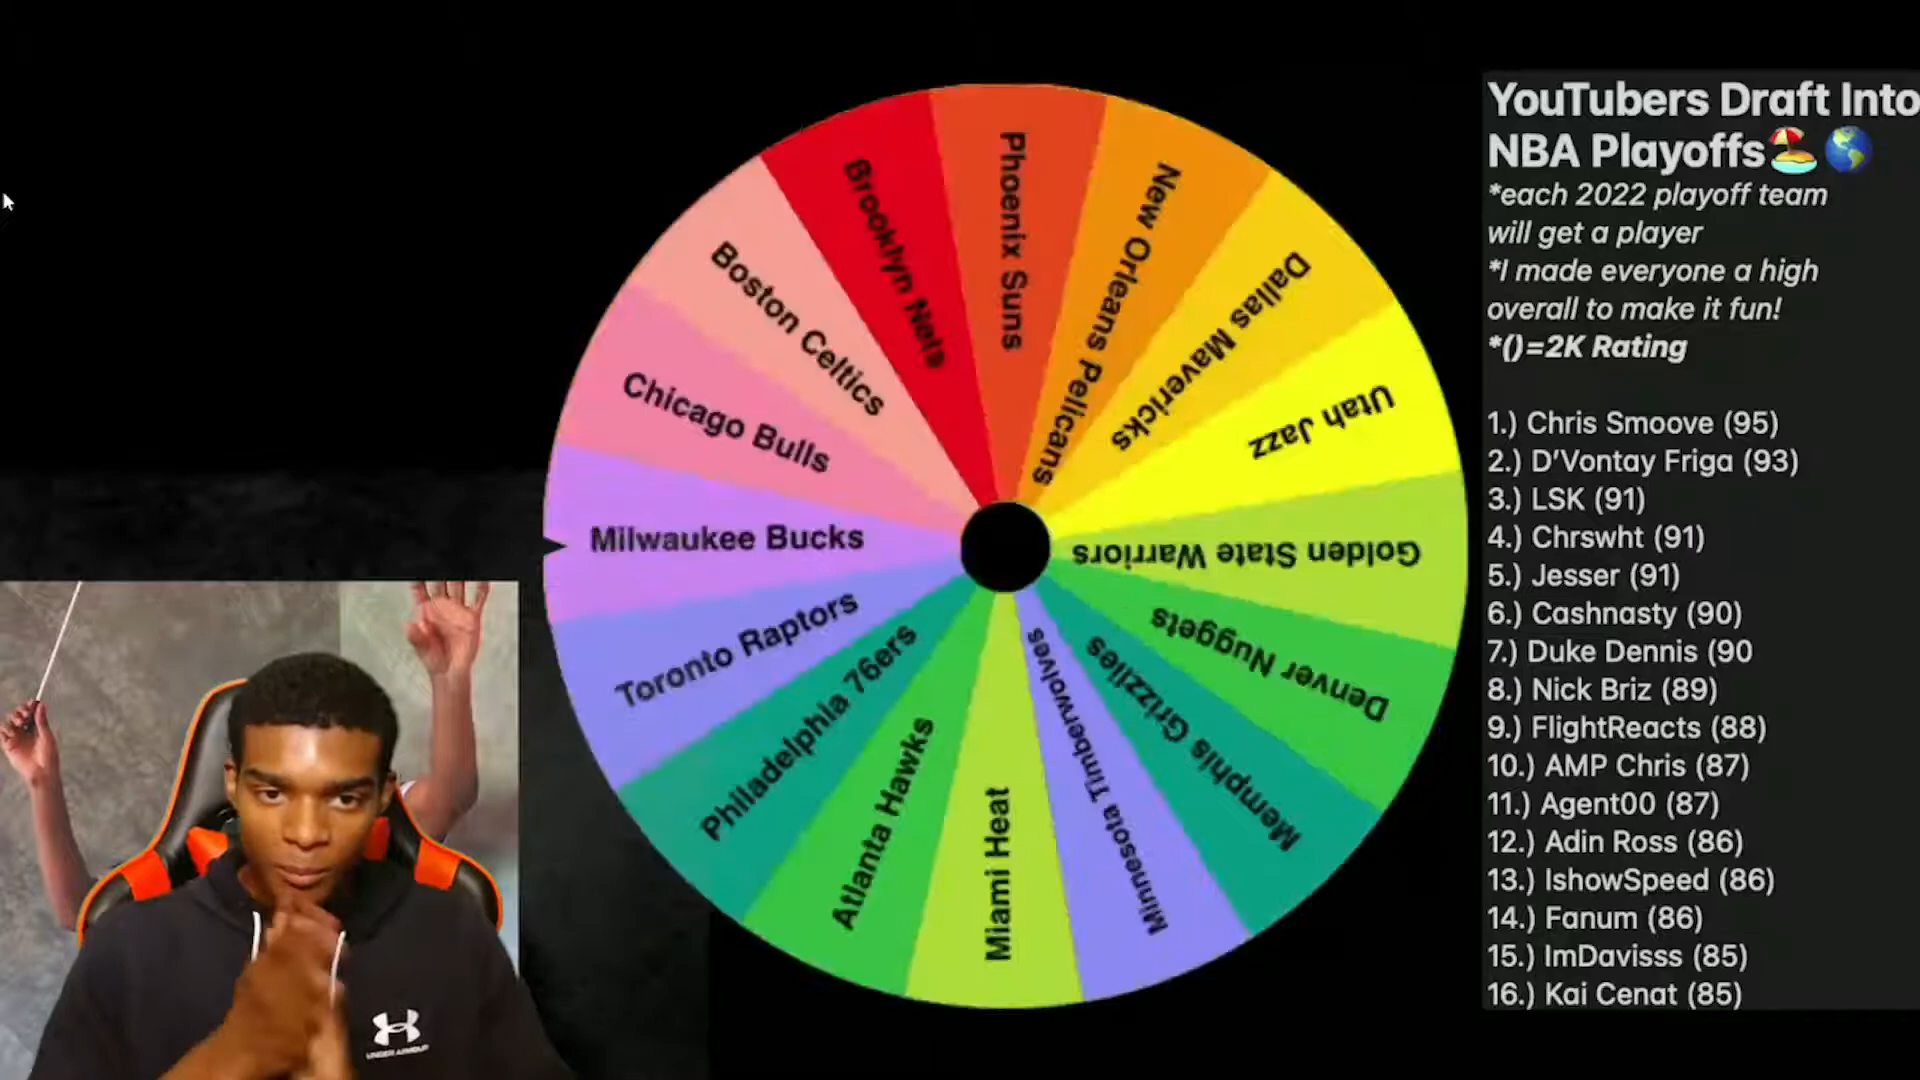 Phoenix Suns
New Orleans Pelicans
Dallas Mavericks
Utah Jazz
Golden State Warriors
Denver Nuggets
Memphis Grizzlies
Minnesota Timberwolves
Miami Heat
Atlanta Hawks
Philadelphia 76ers
Toronto Raptors
Milwaukee Bucks
Chicago Bulls
Boston Celtics
Brooklyn Nets
YouTubers Draft Into
NBA Playoffs🏖️🌎
*each 2022 playoff team
will get a player
*I made everyone a high
overall to make it fun!
*()=2K Rating
1.) Chris Smoove (95)
2.) D'Vontay Friga (93)
3.) LSK (91)
4.) Chrswht (91)
5.) Jesser (91)
6.) Cashnasty (90)
7.) Duke Dennis (90
8.) Nick Briz (89)
9.) FlightReacts (88)
10.) AMP Chris (87)
11.) Agent00 (87)
12.) Adin Ross (86)
13.) IshowSpeed (86)
14.) Fanum (86)
15.) ImDavisss (85)
16.) Kai Cenat (85)
UNDER ARMOUR